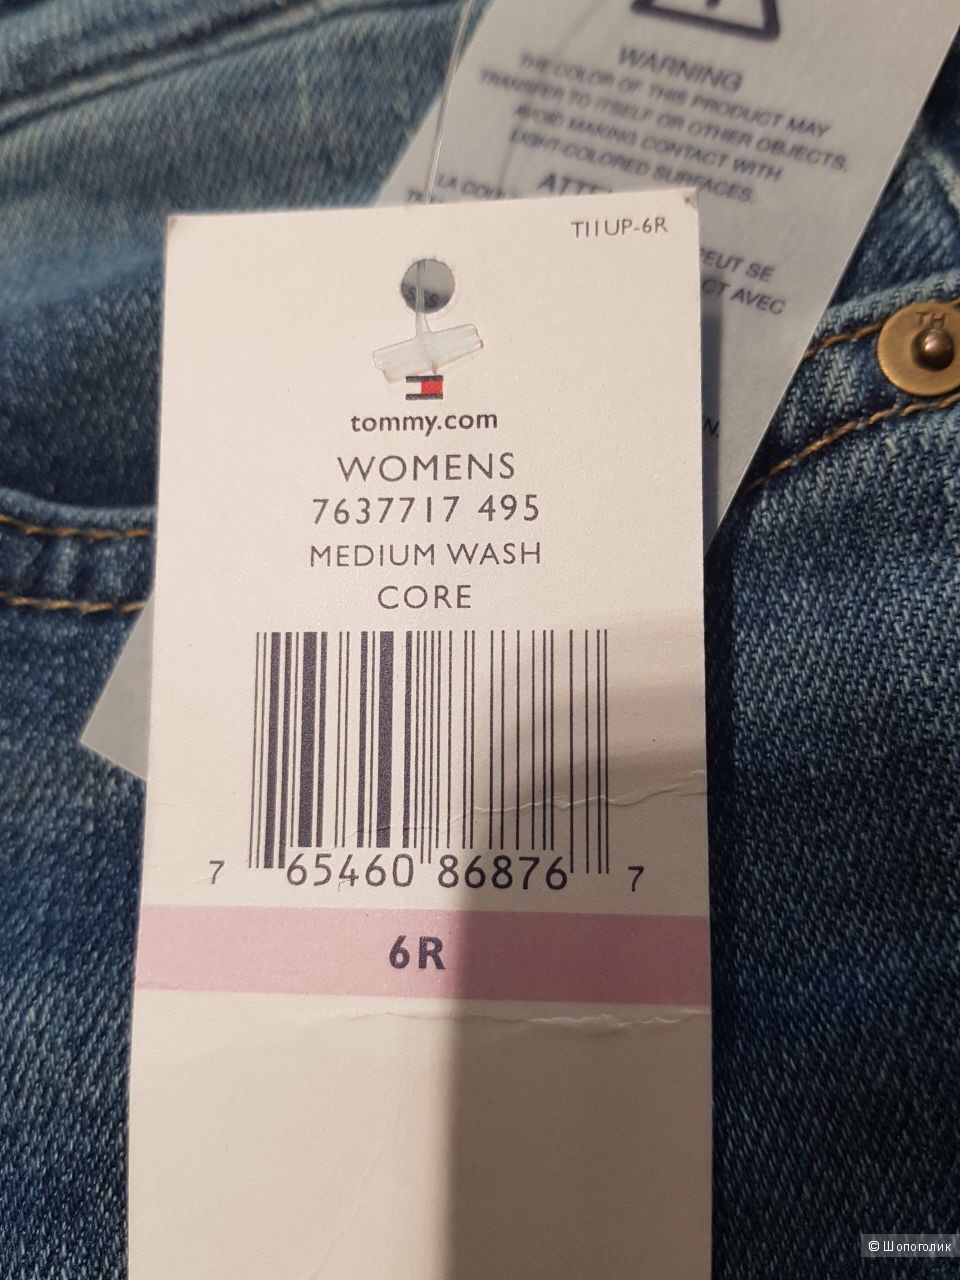 WARNING
THE COLOR OF THIS PRODUCT MAY
TRANSFER TO ITSELF OR OTHER OBJECTS.
AVOID MAKING CONTACT WITH
LIGHT-COLORED SURFACES.
LA
PEUT SE
AVEC
TH
T11UP-6R
tommy.com
WOMENS
7637717 495
MEDIUM WASH
CORE
7 65460 86876 7
6R
© Шопоголик